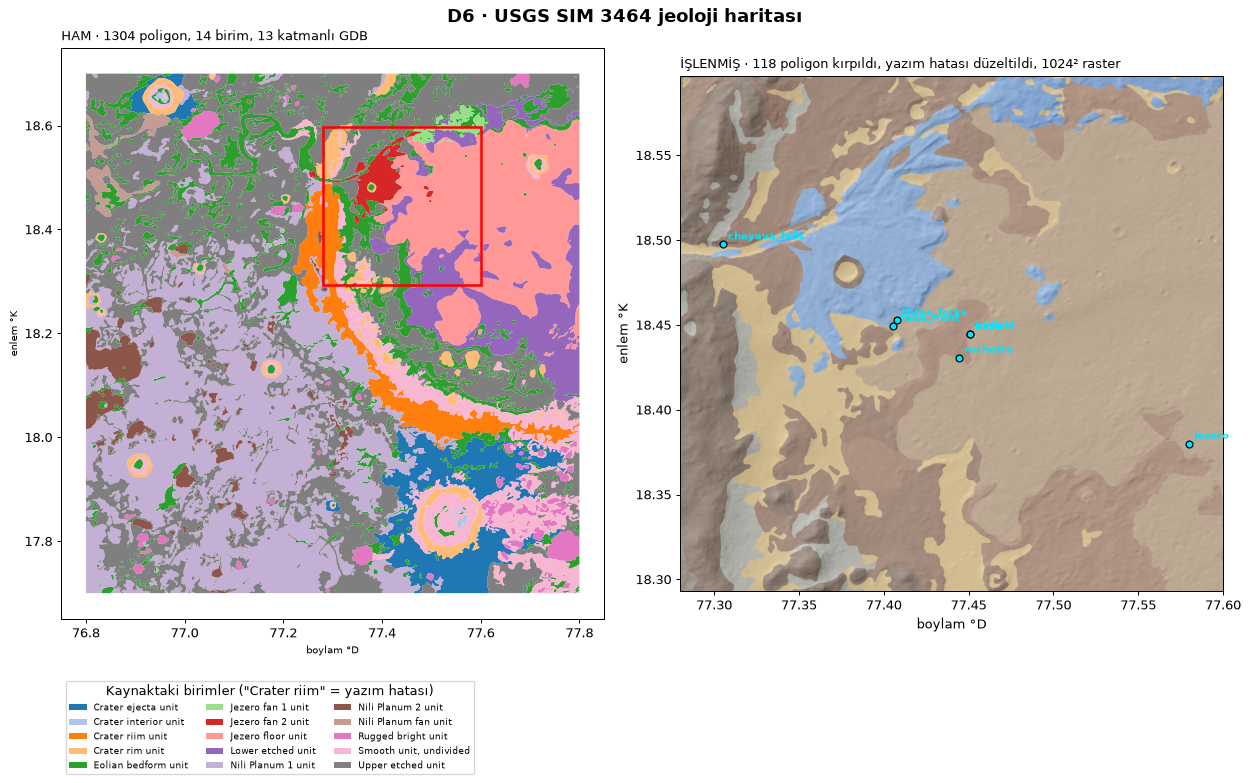 D6 · USGS SIM 3464 jeoloji haritası
HAM · 1304 poligon, 14 birim, 13 katmanlı GDB
İŞLENMİŞ · 118 poligon kırpıldı, yazım hatası düzeltildi, 1024² raster
18.6
18.4
18.2
18.0
17.8
enlem °K
76.8 77.0 77.2 77.4 77.6 77.8
boylam °D
18.55
18.50
18.45
18.40
18.35
18.30
enlem °K
rochette
jezero
77.30 77.35 77.40 77.45 77.50 77.55 77.60
boylam °D
Kaynaktaki birimler ("Crater riim" = yazım hatası)
Crater ejecta unit
Crater interior unit
Crater riim unit
Crater rim unit
Eolian bedform unit
Jezero fan 1 unit
Jezero fan 2 unit
Jezero floor unit
Lower etched unit
Nili Planum 1 unit
Nili Planum 2 unit
Nili Planum fan unit
Rugged bright unit
Smooth unit, undivided
Upper etched unit